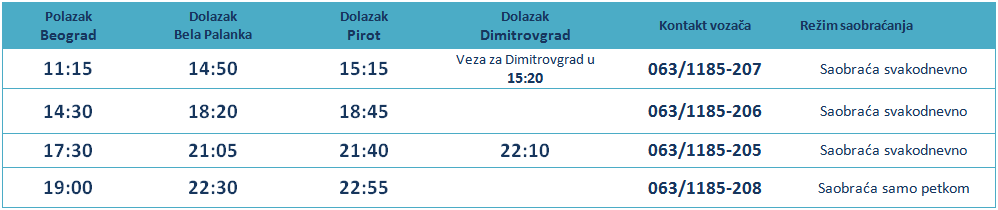 Polazak Dolazak Dolazak Dolazak Kontakt vozača Režim saobraćanja
Beograd Bela Palanka Pirot Dimitrovgrad
11:15 14:50 15:15 Veza za Dimitrovgrad u 063/1185-207 Saobraća svakodnevno
15:20
14:30 18:20 18:45 063/1185-206 Saobraća svakodnevno
17:30 21:05 21:40 22:10 063/1185-205 Saobraća svakodnevno
19:00 22:30 22:55 063/1185-208 Saobraća samo petkom